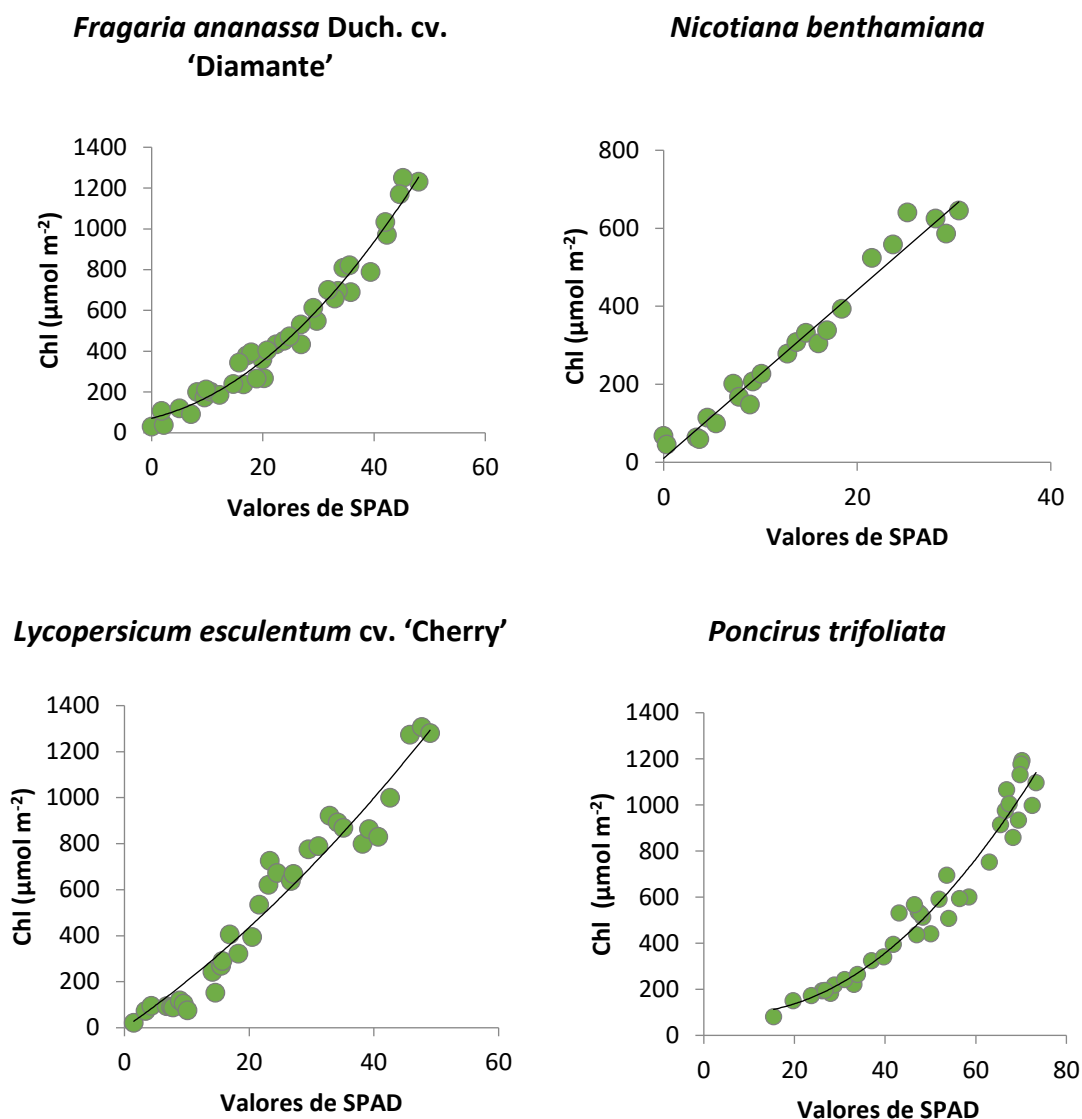 Fragaria ananassa Duch. cv.
‘Diamante’
1400
1200
1000
800
600
400
200
0
0 20 40 60
Chl (µmol m-2)
Valores de SPAD
Nicotiana benthamiana
800
600
400
200
0
0 20 40
Chl (µmol m-2)
Valores de SPAD
Lycopersicum esculentum cv. ‘Cherry’
1400
1200
1000
800
600
400
200
0
0 20 40 60
Chl (µmol m-2)
Valores de SPAD
Poncirus trifoliata
1400
1200
1000
800
600
400
200
0
0 20 40 60 80
Chl (µmol m-2)
Valores de SPAD